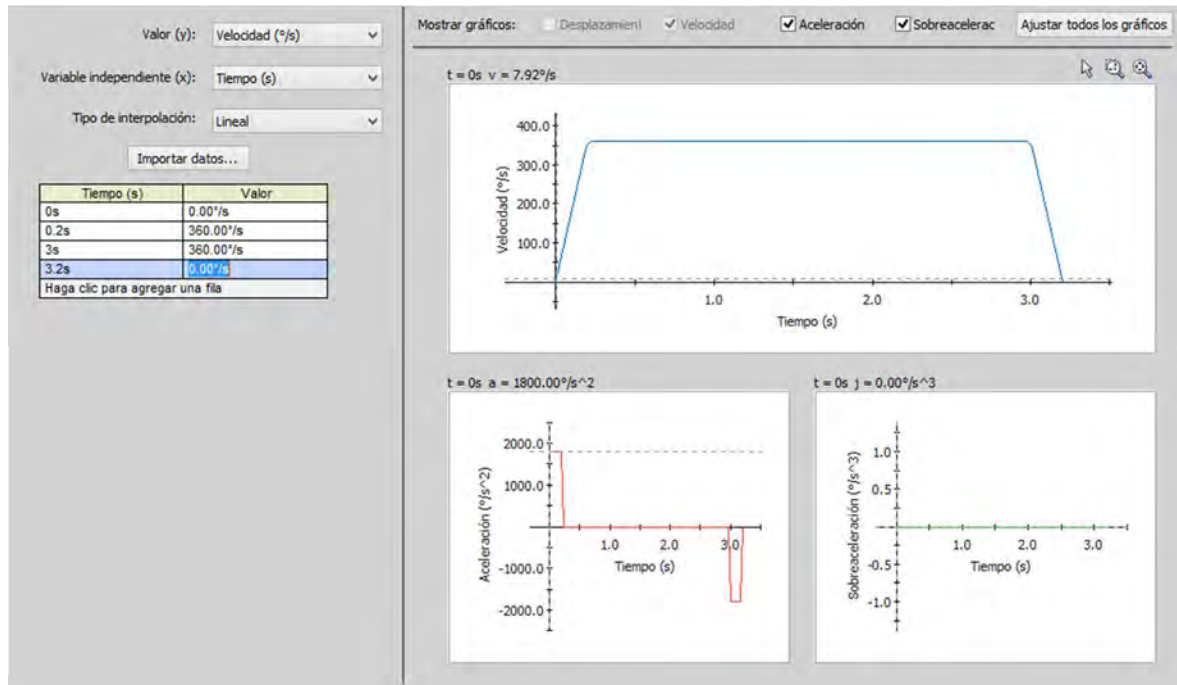 Valor (y): Velocidad (°/s)
Variable independiente (x): Tiempo (s)
Tipo de interpolación: Lineal
Importar datos...
Tiempo (s) Valor
0s 0.00°/s
0.2s 360.00°/s
3s 360.00°/s
3.2s 0.00°/s
Haga clic para agregar una fila
Mostrar gráficos: Desplazamient Velocidad Aceleración Sobreacelerac Ajustar todos los gráficos
t = 0s v = 7.92°/s
400.0
300.0
200.0
100.0
Velocidad (°/s)
1.0 2.0 3.0
Tiempo (s)
t = 0s a = 1800.00°/s^2
2000.0
1000.0
-1000.0
-2000.0
Aceleración (°/s^2)
1.0 2.0 3.0
Tiempo (s)
t = 0s j = 0.00°/s^3
1.0
0.5
-0.5
-1.0
Sobreaceleración (°/s^3)
1.0 2.0 3.0
Tiempo (s)